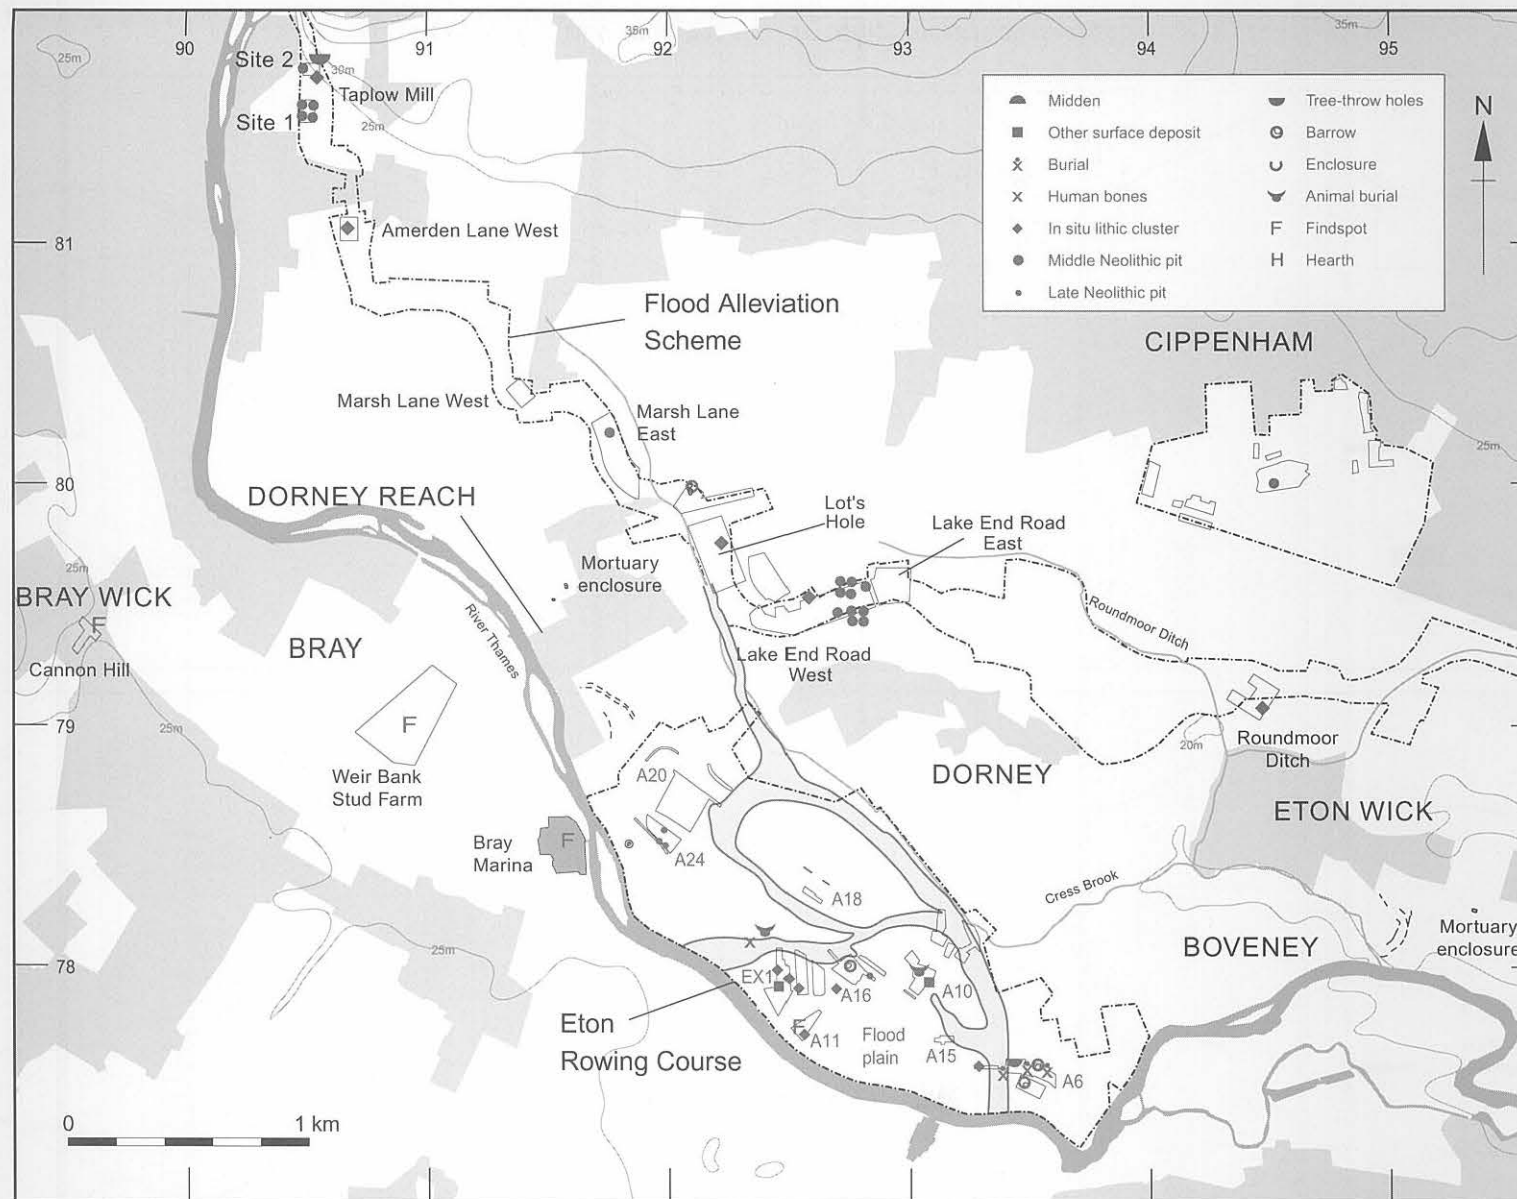 35m
90
91
92
93
94
95
25m
Site 2
30m
Taplow Mill
Site 1
25m
Midden
Other surface deposit
Burial
Human bones
In situ lithic cluster
Middle Neolithic pit
Late Neolithic pit
Tree-throw holes
Barrow
Enclosure
Animal burial
F Findspot
H Hearth
N
81
Amerden Lane West
Flood Alleviation
Scheme
CIPPENHAM
Marsh Lane West
Marsh Lane
East
25m
80
DORNEY REACH
Lot's
Hole
Lake End Road
East
Mortuary
enclosure
25m
BRAY WICK
F
Cannon Hill
River Thames
BRAY
Roundmoor Ditch
Lake End Road
West
79
25m
F
Weir Bank
Stud Farm
20m
Roundmoor
Ditch
A20
DORNEY
ETON WICK
Bray
Marina
F
A24
A18
Cress Brook
Mortuary
enclosure
BOVENEY
25m
78
EX1
A16
A10
F
A11
Flood
plain
A15
A6
Eton
Rowing Course
0
1 km